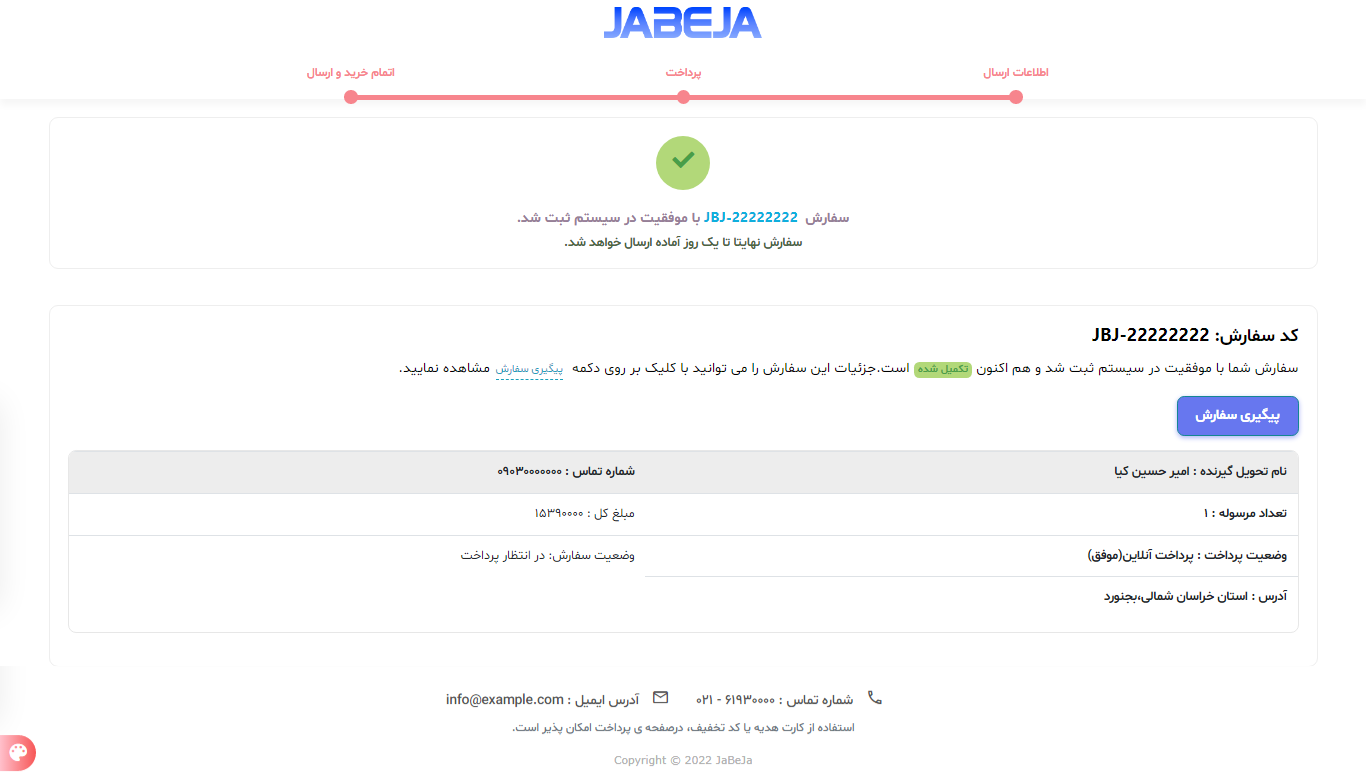 JABEJA
اطلاعات ارسال
پرداخت
اتمام خرید و ارسال
سفارش JBJ-22222222 با موفقیت در سیستم ثبت شد.
سفارش نهایتا تا یک روز آماده ارسال خواهد شد.
کد سفارش: JBJ-22222222
سفارش شما با موفقیت در سیستم ثبت شد و هم اکنون تکمیل شده است.جزئیات این سفارش را می توانید با کلیک بر روی دکمه پیگیری سفارش مشاهده نمایید.
پیگیری سفارش
نام تحویل گیرنده : امیر حسین کیا
شماره تماس : ۰۹۰۳۰۰۰۰۰۰۰
تعداد مرسوله : ۱
مبلغ کل : ۱۵۳۹۰۰۰۰
وضعیت پرداخت : پرداخت آنلاین(موفق)
وضعیت سفارش: در انتظار پرداخت
آدرس : استان خراسان شمالی،بجنورد
شماره تماس : ۶۱۹۳۰۰۰۰ - ۰۲۱
آدرس ایمیل : info@example.com
استفاده از کارت هدیه یا کد تخفیف، درصفحه ی پرداخت امکان پذیر است.
Copyright © 2022 JaBeJa